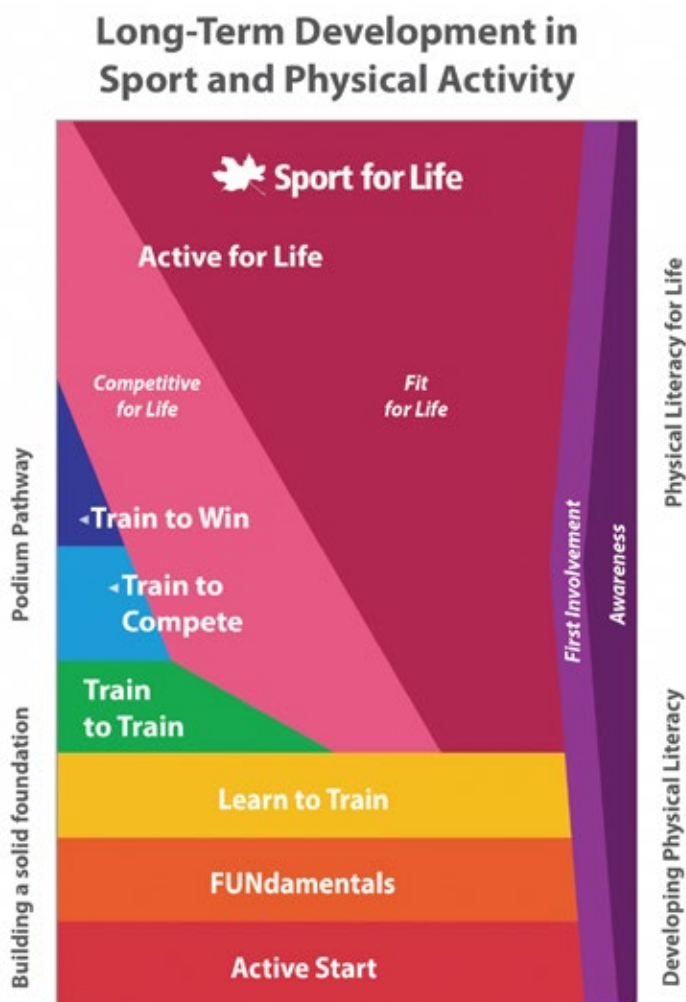 Long-Term Development in
Sport and Physical Activity
Sport for Life
Active for Life
Competitive
for Life
Fit
for Life
Train to Win
Train to
Compete
Train
to Train
Learn to Train
FUNdamentals
Active Start
Podium Pathway
Building a solid foundation
First Involvement
Awareness
Physical Literacy for Life
Developing Physical Literacy